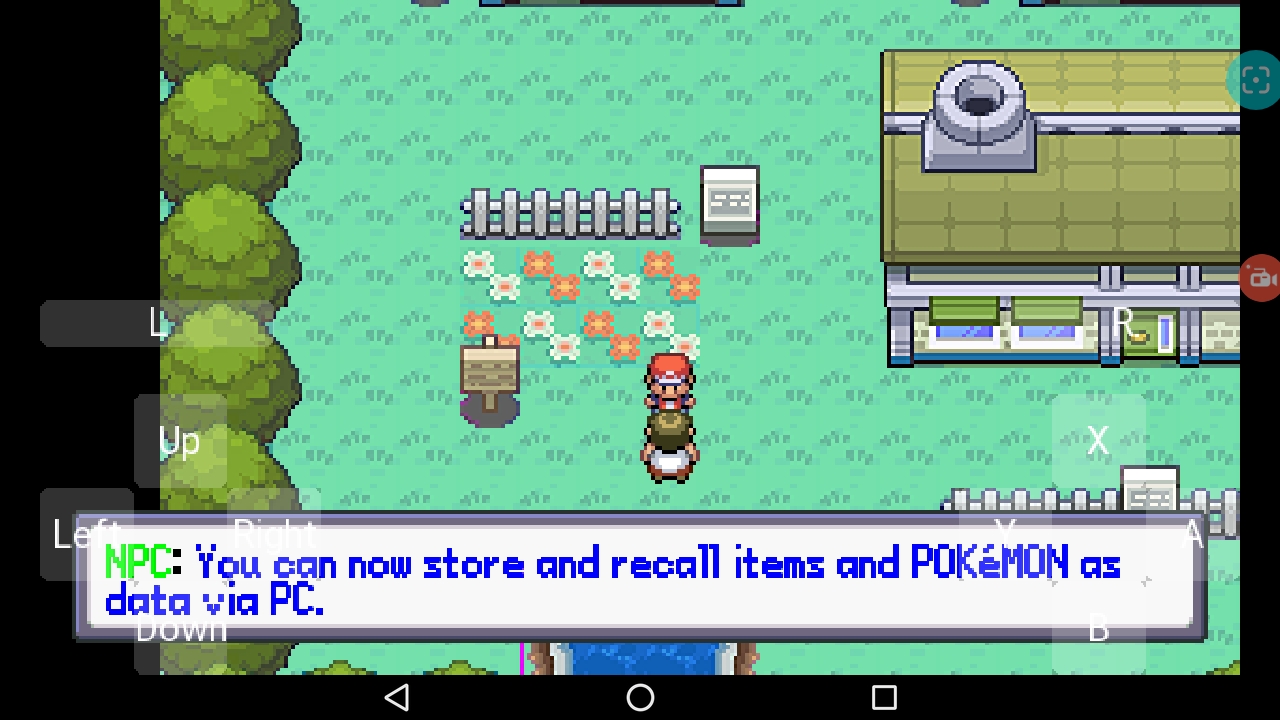 L
R
Up
X
Left
Right
Y
A
NPC: You can now store and recall items and POKéMON as
data via PC.
Down
B